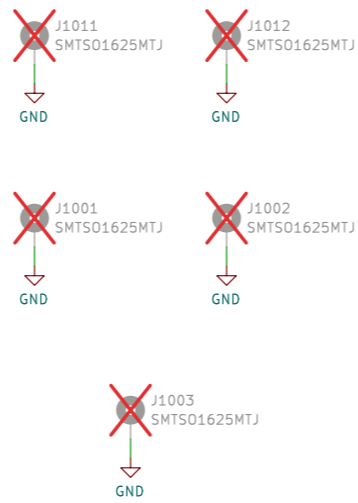 J1011
SMTSO1625MTJ
GND
J1012
SMTSO1625MTJ
GND
J1001
SMTSO1625MTJ
GND
J1002
SMTSO1625MTJ
GND
J1003
SMTSO1625MTJ
GND